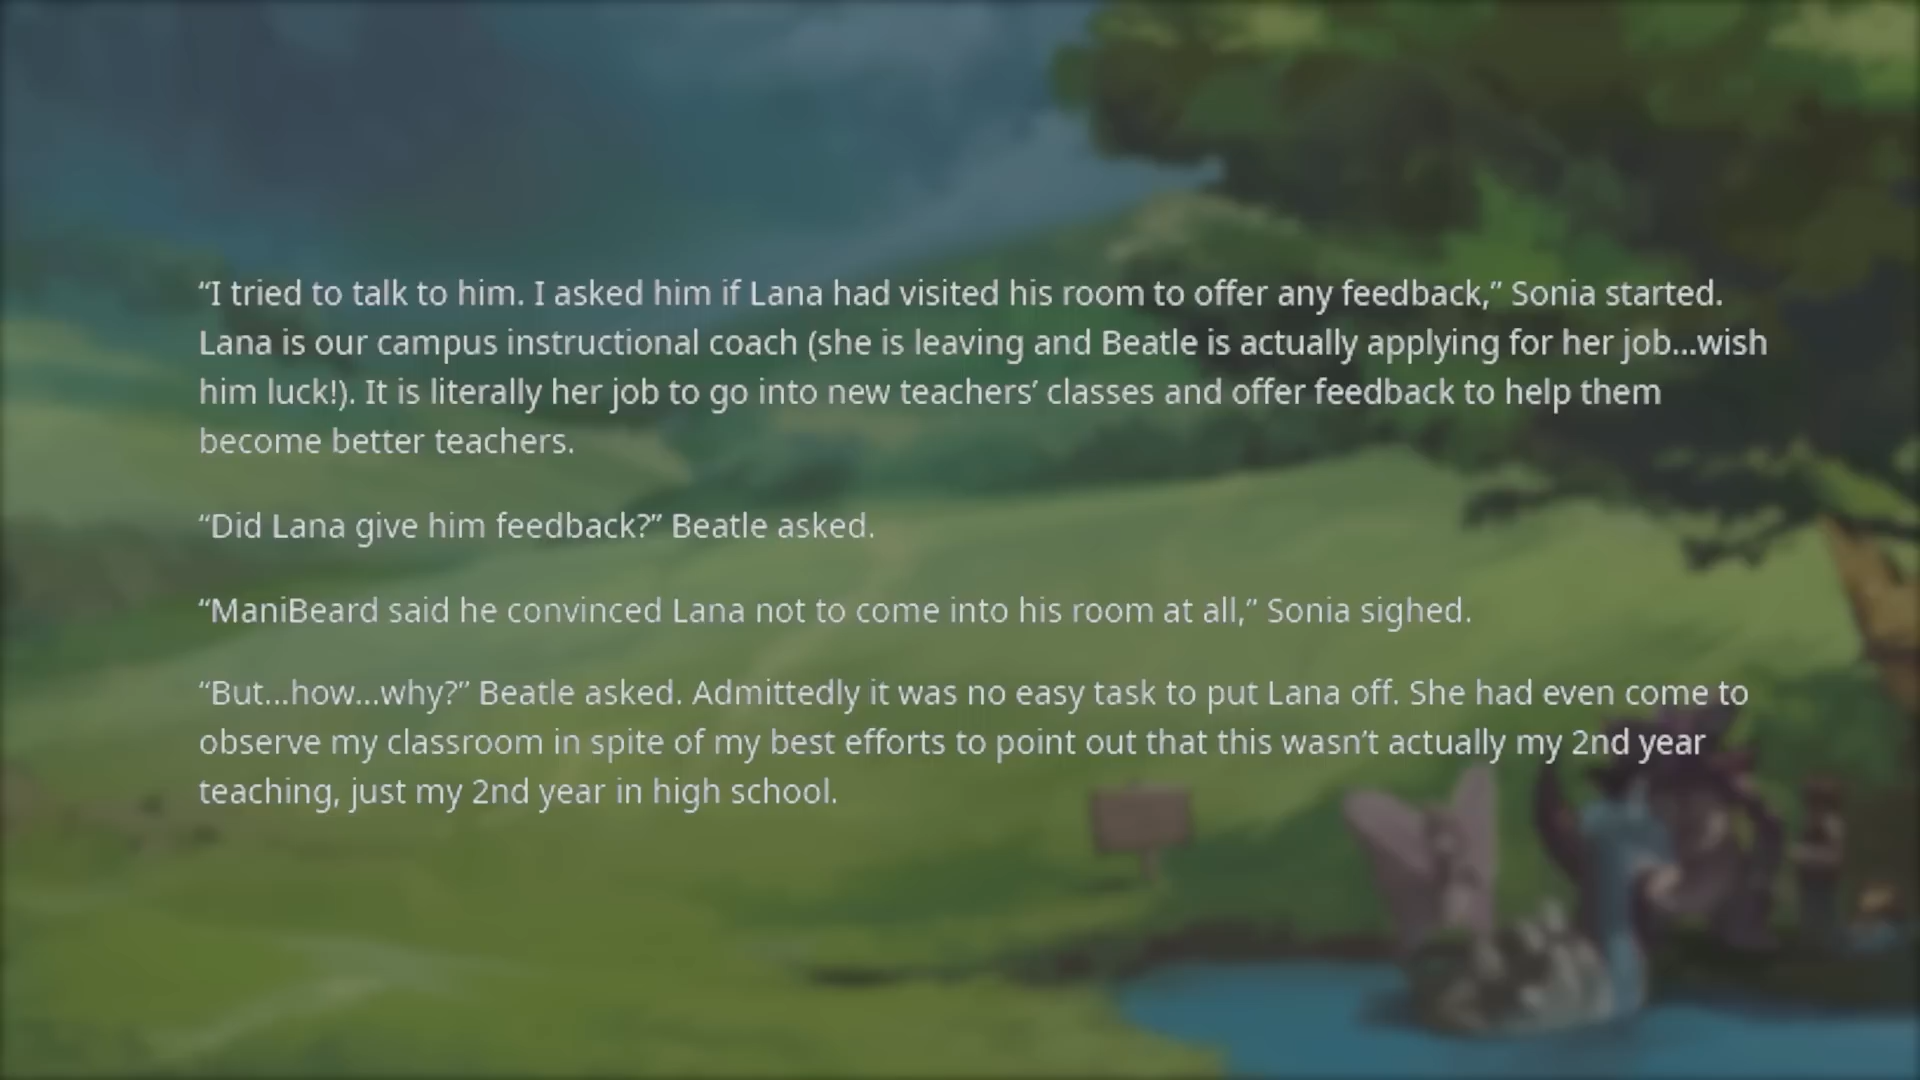 “I tried to talk to him. I asked him if Lana had visited his room to offer any feedback,” Sonia started.
Lana is our campus instructional coach (she is leaving and Beatle is actually applying for her job...wish
him luck!). It is literally her job to go into new teachers’ classes and offer feedback to help them
become better teachers.
“Did Lana give him feedback?” Beatle asked.
“ManiBeard said he convinced Lana not to come into his room at all,” Sonia sighed.
“But...how...why?” Beatle asked. Admittedly it was no easy task to put Lana off. She had even come to
observe my classroom in spite of my best efforts to point out that this wasn’t actually my 2nd year
teaching, just my 2nd year in high school.